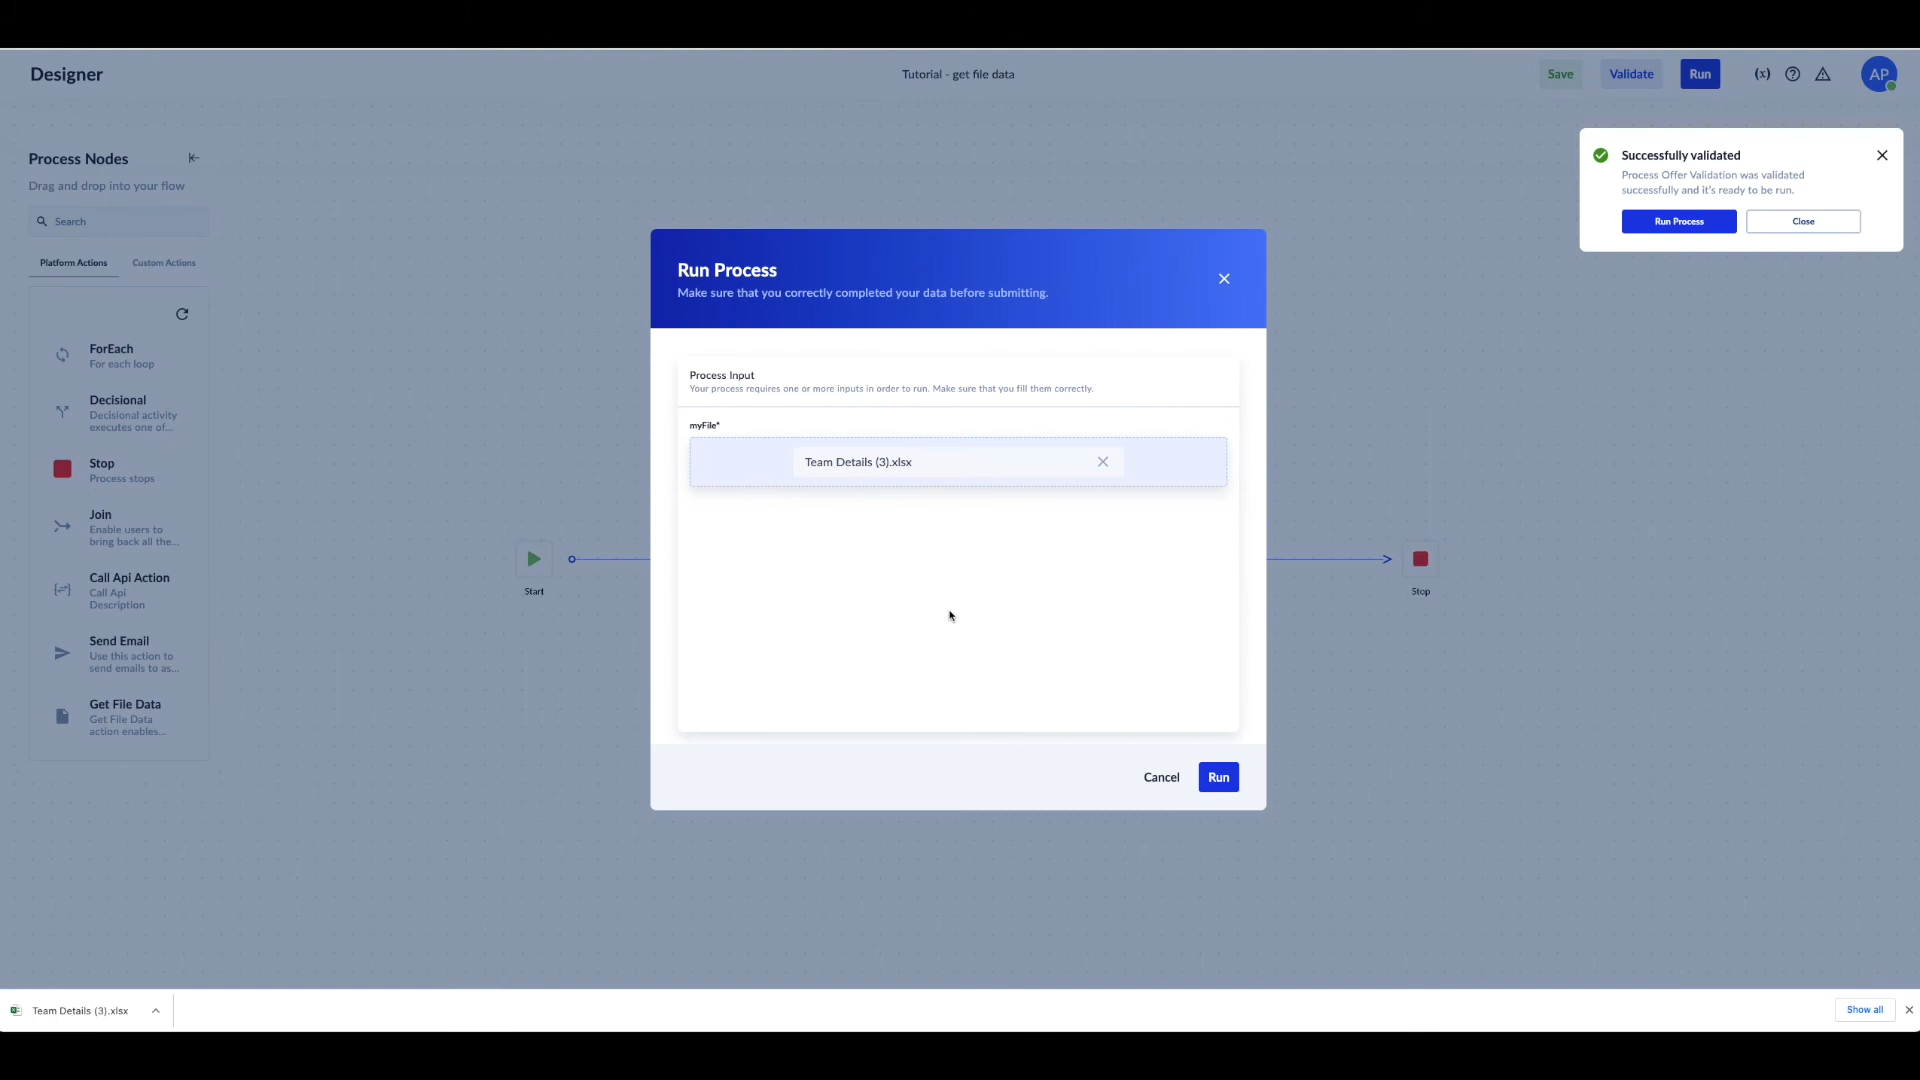 Designer
Tutorial - get file data
Save
Validate
Run
(x)
AP
Process Nodes
Drag and drop into your flow
Search
Platform Actions
Custom Actions
ForEach
For each loop
Decisional
Decisional activity
executes one of...
Stop
Process stops
Join
Enable users to
bring back all the...
Call Api Action
Call Api
Description
Send Email
Use this action to
send emails to as...
Get File Data
Get File Data
action enables...
Start
Stop
Successfully validated
Process Offer Validation was validated
successfully and it's ready to be run.
Run Process
Close
Run Process
Make sure that you correctly completed your data before submitting.
Process Input
Your process requires one or more inputs in order to run. Make sure that you fill them correctly.
myFile*
Team Details (3).xlsx
Cancel
Run
Team Details (3).xlsx
Show all